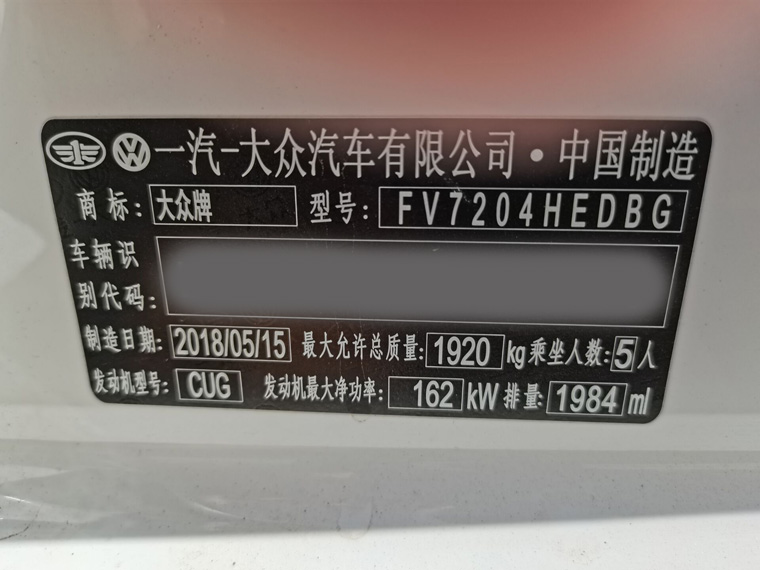 一汽-大众汽车有限公司·中国制造
商标: 大众牌 型号: FV7204HEDBG
车辆识
别代码:
制造日期: 2018/05/15 最大允许总质量: 1920 kg 乘坐人数: 5 人
发动机型号: CUG 发动机最大净功率: 162 kW 排量: 1984 ml